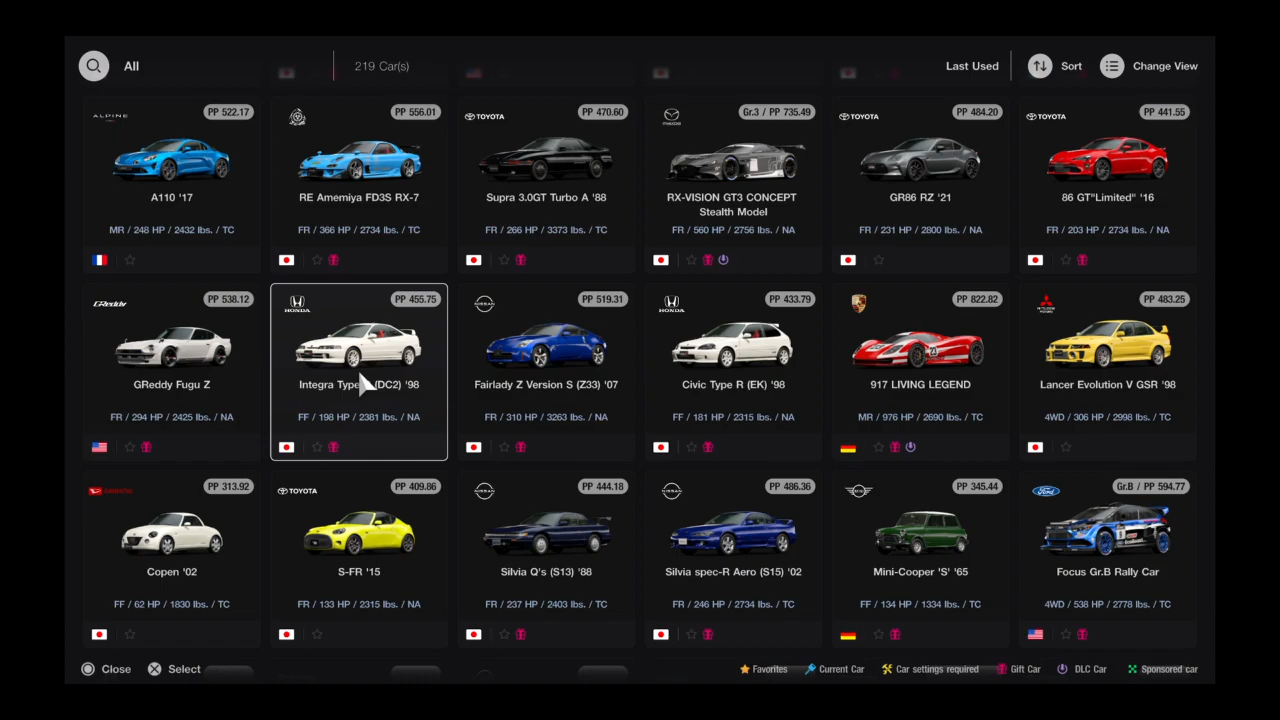 All
219 Car(s)
Last Used
Sort
Change View
ALPINE
PP 522.17
A110 '17
MR / 248 HP / 2432 lbs. / TC
PP 556.01
RE Amemiya FD3S RX-7
FR / 366 HP / 2734 lbs. / TC
TOYOTA
PP 470.60
Supra 3.0GT Turbo A '88
FR / 266 HP / 3373 lbs. / TC
Gr.3 / PP 735.49
RX-VISION GT3 CONCEPT
Stealth Model
FR / 560 HP / 2756 lbs. / NA
TOYOTA
PP 484.20
GR86 RZ '21
FR / 231 HP / 2800 lbs. / NA
TOYOTA
PP 441.55
86 GT"Limited" '16
FR / 203 HP / 2734 lbs. / NA
GReddy
PP 538.12
GReddy Fugu Z
FR / 294 HP / 2425 lbs. / NA
HONDA
PP 455.75
Integra Type (DC2) '98
FF / 198 HP / 2381 lbs. / NA
NISSAN
PP 519.31
Fairlady Z Version S (Z33) '07
FR / 310 HP / 3263 lbs. / NA
HONDA
PP 433.79
Civic Type R (EK) '98
FF / 181 HP / 2315 lbs. / NA
PP 822.82
917 LIVING LEGEND
MR / 976 HP / 2690 lbs. / TC
PP 483.25
Lancer Evolution V GSR '98
4WD / 306 HP / 2998 lbs. / TC
DAIHATSU
PP 313.92
Copen '02
FF / 62 HP / 1830 lbs. / TC
TOYOTA
PP 409.86
S-FR '15
FR / 133 HP / 2315 lbs. / NA
NISSAN
PP 444.18
Silvia Q's (S13) '88
FR / 237 HP / 2403 lbs. / TC
NISSAN
PP 486.36
Silvia spec-R Aero (S15) '02
FR / 246 HP / 2734 lbs. / TC
MINI
PP 345.44
Mini-Cooper 'S' '65
FF / 134 HP / 1334 lbs. / TC
Ford
Gr.B / PP 594.77
Focus Gr.B Rally Car
4WD / 538 HP / 2778 lbs. / TC
Close
Select
Favorites
Current Car
Car settings required
Gift Car
DLC Car
Sponsored car